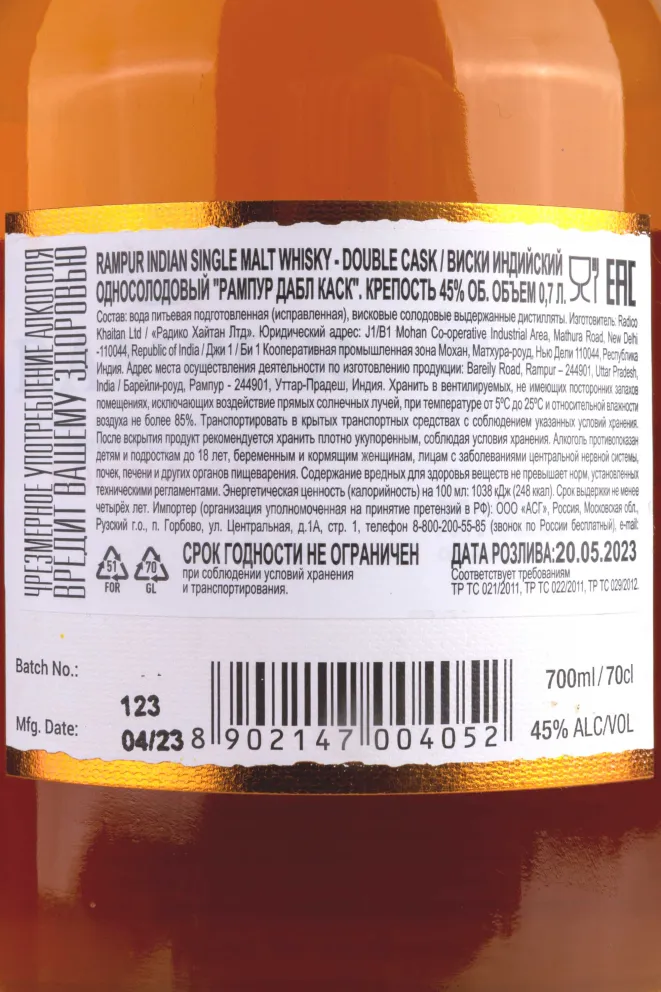 ЧРЕЗМЕРНОЕ УПОТРЕБЛЕНИЕ АЛКОГОЛЯ
ВРЕДИТ ВАШЕМУ ЗДОРОВЬЮ
RAMPUR INDIAN SINGLE MALT WHISKY - DOUBLE CASK / ВИСКИ ИНДИЙСКИЙ
ОДНОСОЛОДОВЫЙ "РАМПУР ДАБЛ КАСК". КРЕПОСТЬ 45% ОБ. ОБЪЕМ 0,7 Л.
EAC
Состав: вода питьевая подготовленная (исправленная), висковые солодовые выдержанные дистилляты. Изготовитель: Radico
Khaitan Ltd / «Радико Хайтан Лтд». Юридический адрес: J1/B1 Mohan Co-operative Industrial Area, Mathura Road, New Delhi
-110044, Republic of India / Джи 1 / Би 1 Кооперативная промышленная зона Мохан, Матхура-роуд, Нью Дели 110044, Республика
Индия. Адрес места осуществления деятельности по изготовлению продукции: Bareily Road, Rampur – 244901, Uttar Pradesh,
India / Барейли-роуд, Рампур - 244901, Уттар-Прадеш, Индия. Хранить в вентилируемых, не имеющих посторонних запахов
помещениях, исключающих воздействие прямых солнечных лучей, при температуре от 5ºC до 25ºC и относительной влажности
воздуха не более 85%. Транспортировать в крытых транспортных средствах с соблюдением указанных условий хранения.
После вскрытия продукт рекомендуется хранить плотно укупоренным, соблюдая условия хранения. Алкоголь противопоказан
детям и подросткам до 18 лет, беременным и кормящим женщинам, лицам с заболеваниями центральной нервной системы,
почек, печени и других органов пищеварения. Содержание вредных для здоровья веществ не превышает норм, установленных
техническими регламентами. Энергетическая ценность (калорийность) на 100 мл: 1038 кДж (248 ккал). Срок выдержки не менее
четырёх лет. Импортер (организация уполномоченная на принятие претензий в РФ): ООО «АСГ», Россия, Московская обл.,
Рузский г.о., п. Горбово, ул. Центральная, д.1А, стр. 1, телефон 8-800-200-55-85 (звонок по России бесплатный), e-mail:
51
FOR
70
GL
СРОК ГОДНОСТИ НЕ ОГРАНИЧЕН
при соблюдении условий хранения
и транспортирования.
ДАТА РОЗЛИВА:20.05.2023
Соответствует требованиям
ТР ТС 021/2011, ТР ТС 022/2011, ТР ТС 029/2012.
Batch No.:
123
Mfg. Date:
04/23
8 902147 004052
700ml/70cl
45% ALC/VOL